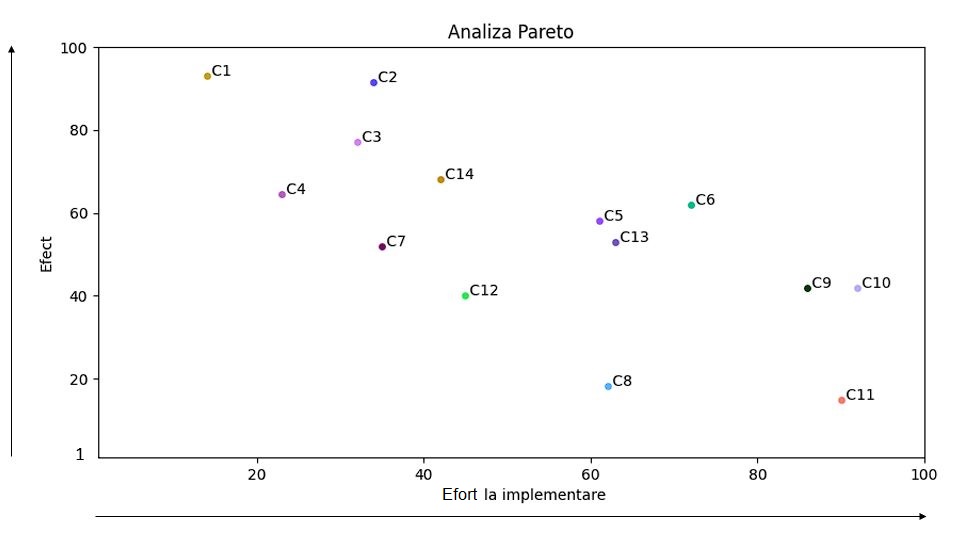 Analiza Pareto
100
C1
C2
80
C3
C14
C4
C6
60
C5
C13
C7
Efect
C9
C10
C12
40
C8
20
C11
1
20
40
60
80
100
Efort la implementare